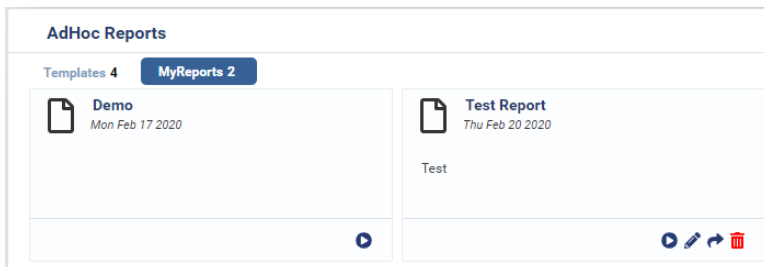 AdHoc Reports
Templates 4
MyReports 2
Demo
Mon Feb 17 2020
Test Report
Thu Feb 20 2020
Test